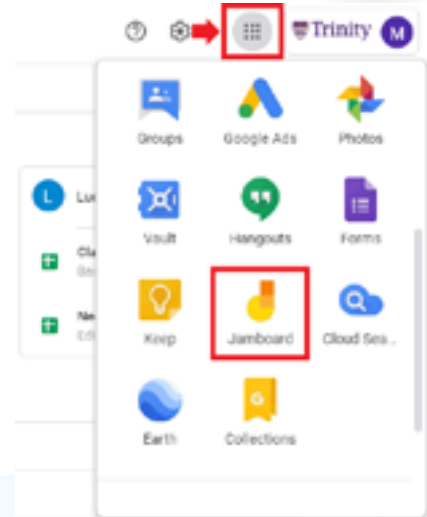 Trinity M
Groups Google Ads Photos
L Lu
Vault Hangouts Forms
Keep Jamboard Cloud Sea...
Earth Collections